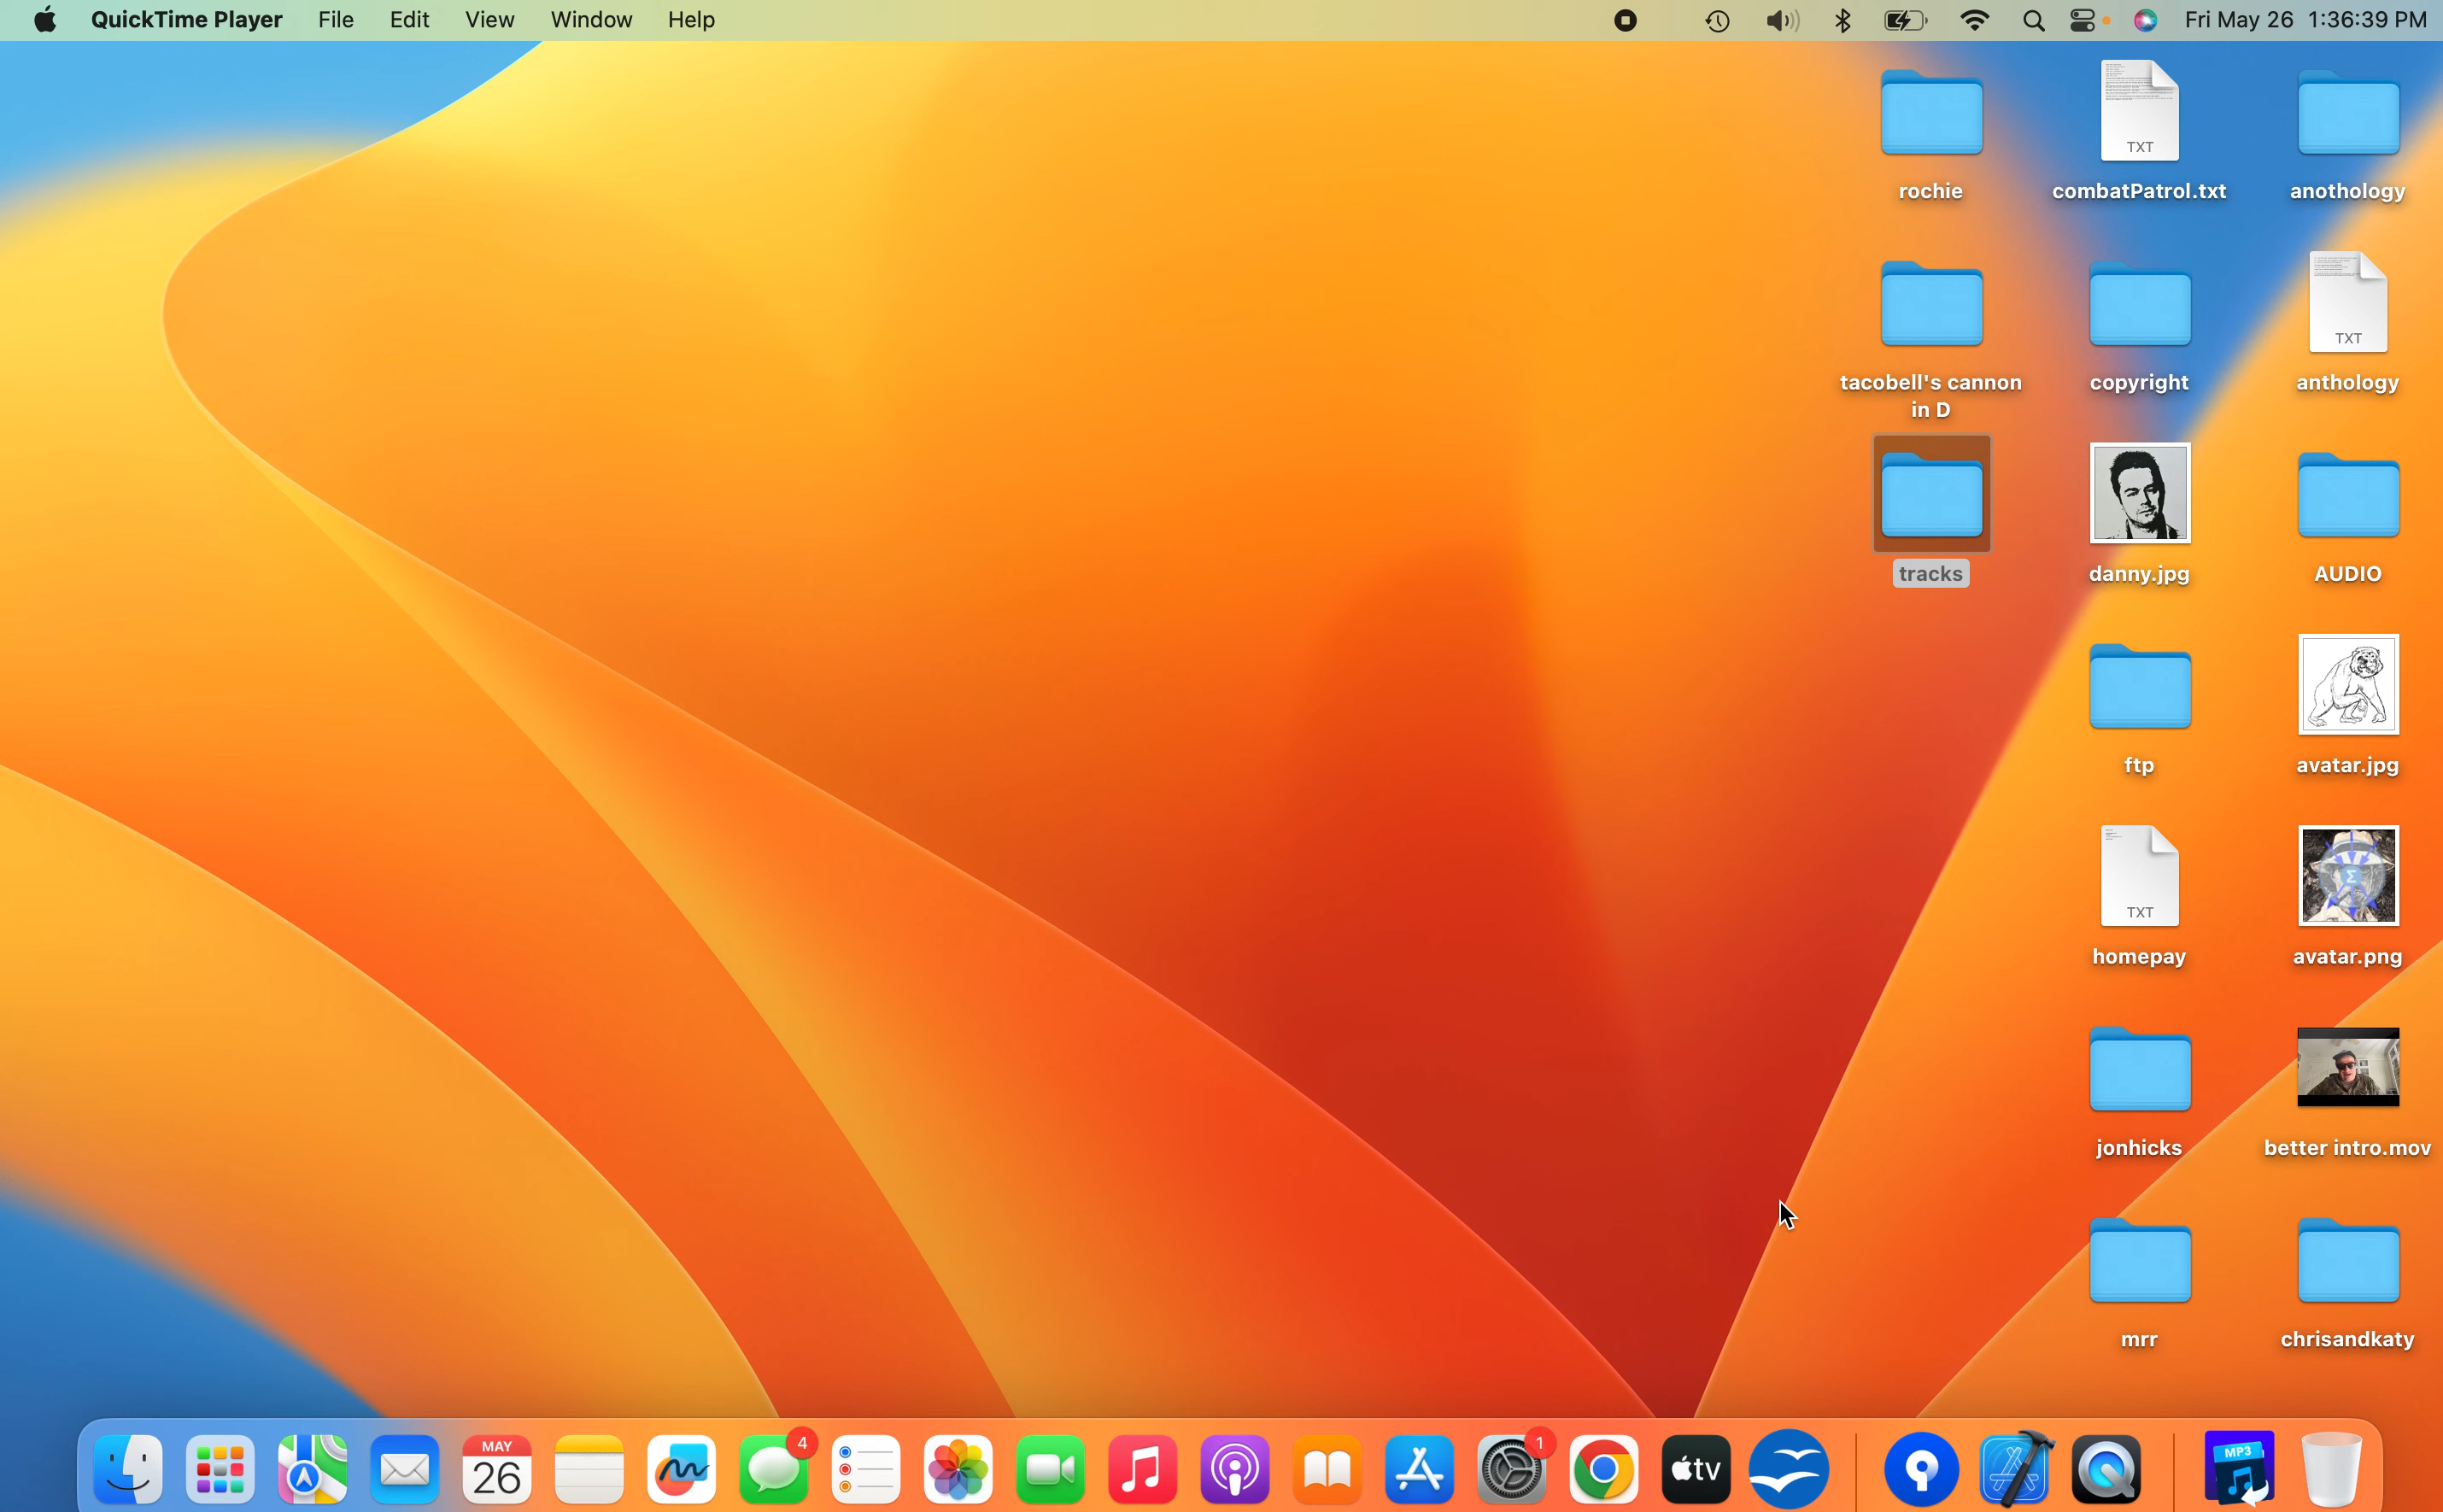 QuickTime Player File Edit View Window Help Fri May 26 1:36:39 PM
rochie
TXT
combatPatrol.txt
anothology
tacobell's cannon
in D
copyright
TXT
anthology
tracks
danny.jpg
AUDIO
ftp
avatar.jpg
TXT
homepay
Σ
avatar.png
jonhicks
better intro.mov
mrr
chrisandkaty
MAY
26
4
1
tv
MP3